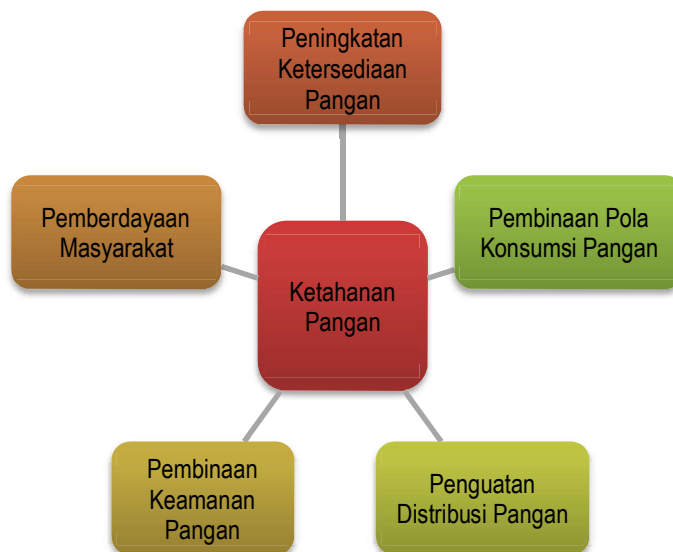 Peningkatan
Ketersediaan
Pangan
Pemberdayaan
Masyarakat
Pembinaan Pola
Konsumsi Pangan
Ketahanan
Pangan
Pembinaan
Keamanan
Pangan
Penguatan
Distribusi Pangan